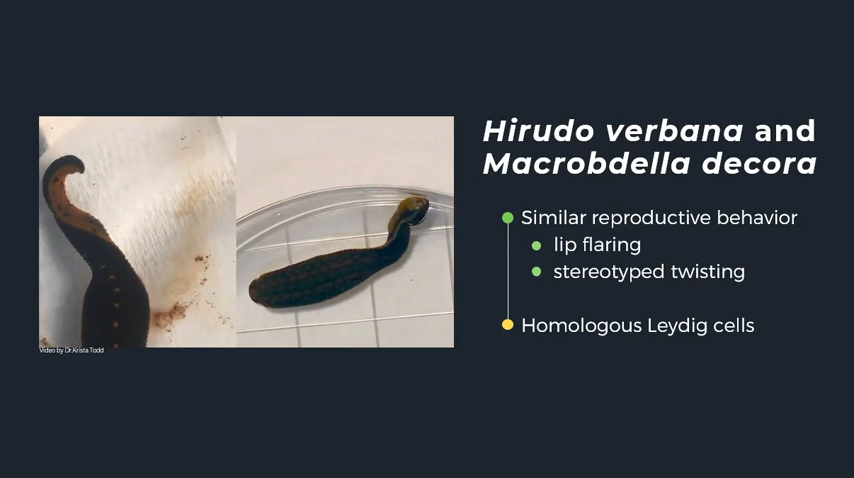 Hirudo verbana and
Macrobdella decora
Similar reproductive behavior
lip flaring
stereotyped twisting
Homologous Leydig cells
Video by Dr.Krista Todd